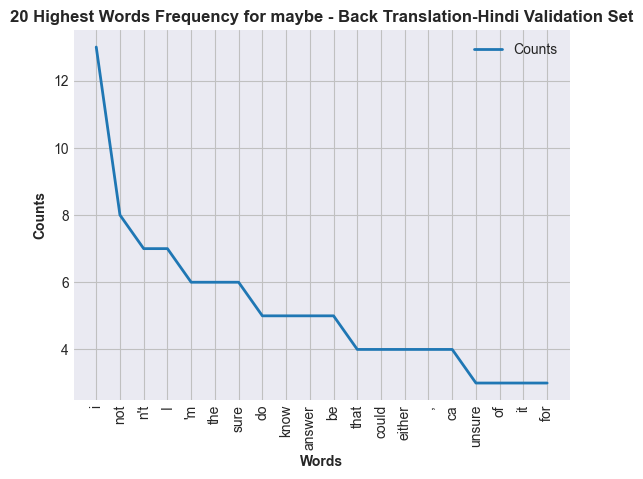 20 Highest Words Frequency for maybe - Back Translation-Hindi Validation Set
Counts
Counts
12
10
8
6
4
i
not
n't
I
'm
the
sure
do
know
answer
be
that
could
either
,
ca
unsure
of
it
for
Words